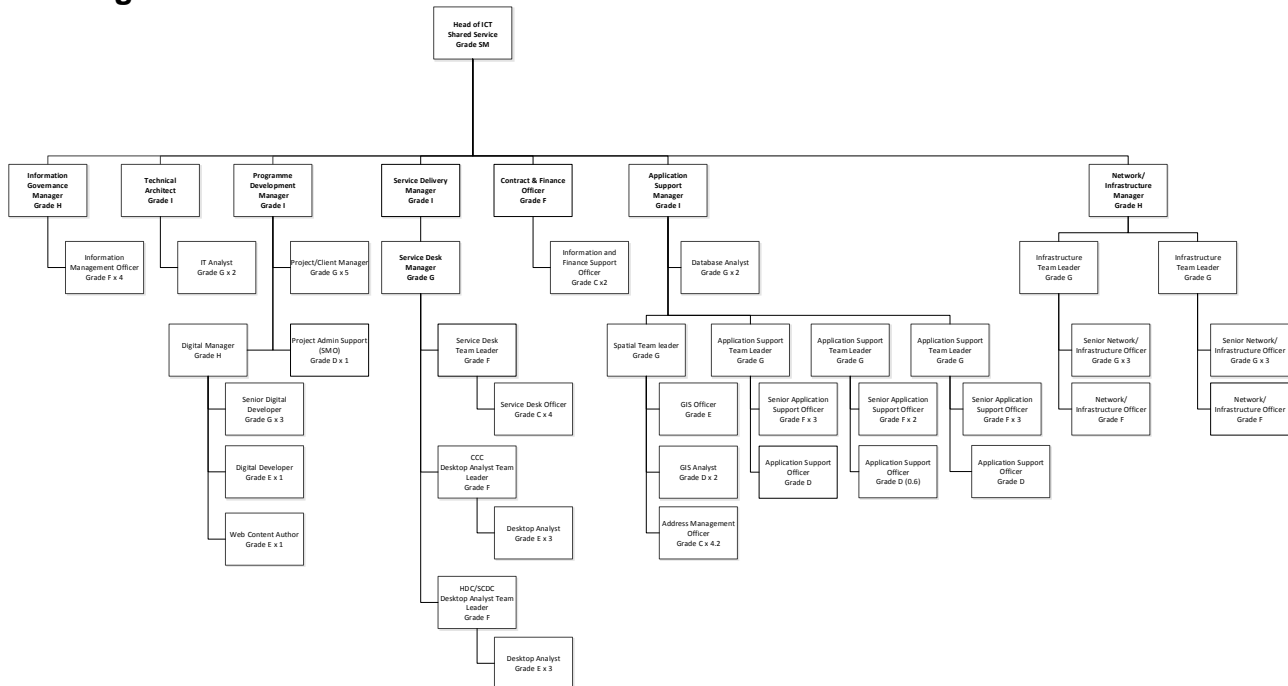 Head of ICT
Shared Service
Grade SM
Information
Governance
Manager
Grade H
Technical
Architect
Grade I
Programme
Development
Manager
Grade I
Service Delivery
Manager
Grade I
Contract & Finance
Officer
Grade F
Application
Support
Manager
Grade I
Network/
Infrastructure
Manager
Grade H
Information
Management Officer
Grade F x 4
IT Analyst
Grade G x 2
Project/Client Manager
Grade G x 5
Service Desk
Manager
Grade G
Information and
Finance Support
Officer
Grade C x2
Database Analyst
Grade G x 2
Infrastructure
Team Leader
Grade G
Infrastructure
Team Leader
Grade G
Digital Manager
Grade H
Project Admin Support
(SMO)
Grade D x 1
Service Desk
Team Leader
Grade F
Spatial Team leader
Grade G
Application Support
Team Leader
Grade G
Application Support
Team Leader
Grade G
Application Support
Team Leader
Grade G
Senior Network/
Infrastructure Officer
Grade G x 3
Senior Network/
Infrastructure Officer
Grade G x 3
Senior Digital
Developer
Grade G x 3
Service Desk Officer
Grade C x 4
GIS Officer
Grade E
Senior Application
Support Officer
Grade F x 3
Senior Application
Support Officer
Grade F x 2
Senior Application
Support Officer
Grade F x 3
Network/
Infrastructure Officer
Grade F
Network/
Infrastructure Officer
Grade F
Digital Developer
Grade E x 1
CCC
Desktop Analyst Team
Leader
Grade F
GIS Analyst
Grade D x 2
Application Support
Officer
Grade D
Application Support
Officer
Grade D (0.6)
Application Support
Officer
Grade D
Web Content Author
Grade E x 1
Desktop Analyst
Grade E x 3
Address Management
Officer
Grade C x 4.2
HDC/SCDC
Desktop Analyst Team
Leader
Grade F
Desktop Analyst
Grade E x 3